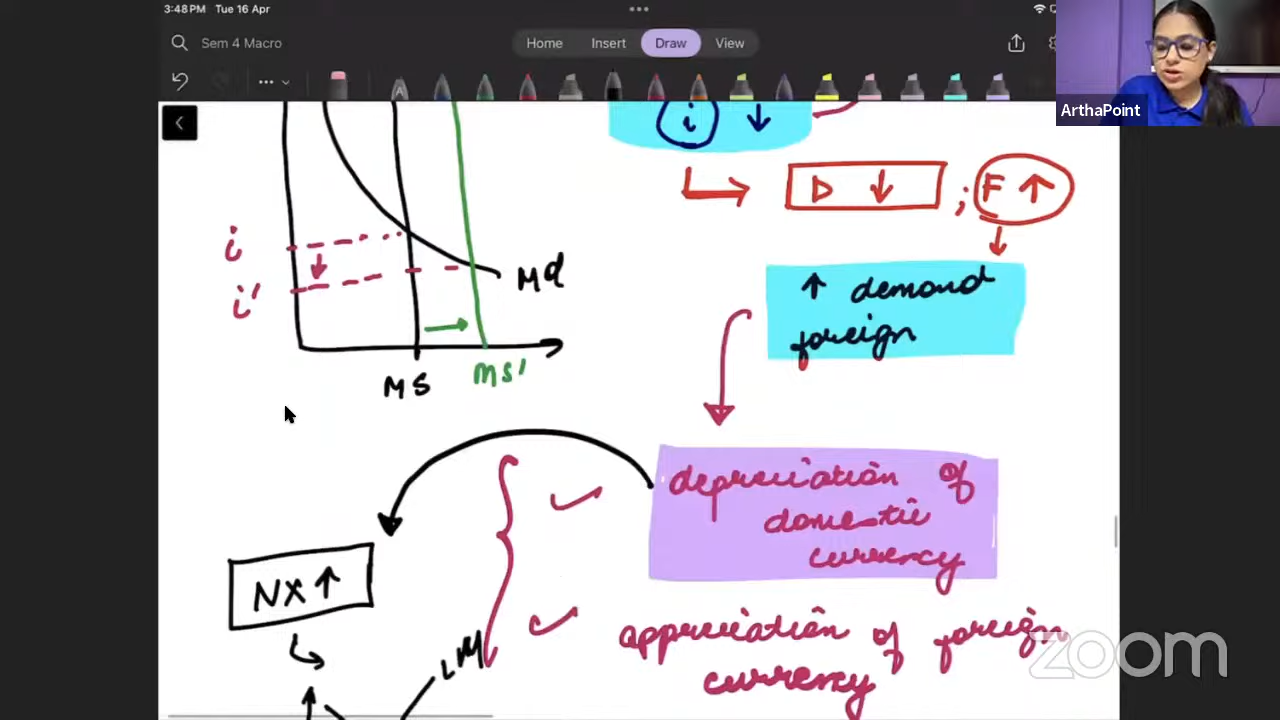 3:48 PM Tue 16 Apr
Sem 4 Macro
Home Insert Draw View
ArthaPoint
i ↓
D ↓ ; F ↑
i
i'
Md
↑ demand
foreign
MS
MS'
depreciation of
domestic
currency
NX ↑
LM
appreciation of foreign
currency
zoom